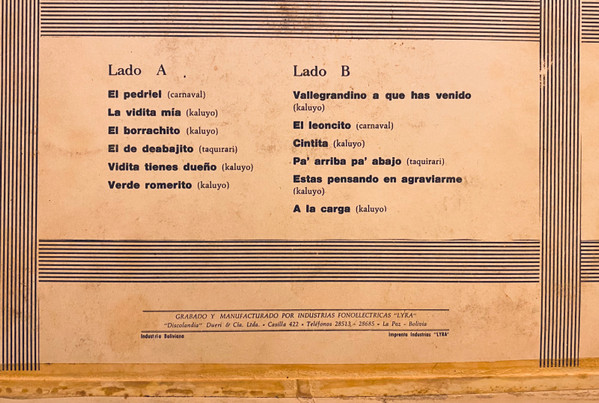 Lado A
El pedriel (carnaval)
La vidita mía (kaluyo)
El borrachito (kaluyo)
El de deabajito (taquirari)
Vidita tienes dueño (kaluyo)
Verde romerito (kaluyo)
Lado B
Vallegrandino a que has venido
(kaluyo)
El leoncito (carnaval)
Cintita (kaluyo)
Pa' arriba pa' abajo (taquirari)
Estas pensando en agraviarme
(kaluyo)
A la carga (kaluyo)
GRABADO Y MANUFACTURADO POR INDUSTRIAS FONOELECTRICAS "LYRA"
"Discolandia" Dueri & Cia. Ltda. • Casilla 422 • Teléfonos 28513 - 29685 • La Paz - Bolivia
Industria Boliviana
Imprenta Industrias "LYRA"